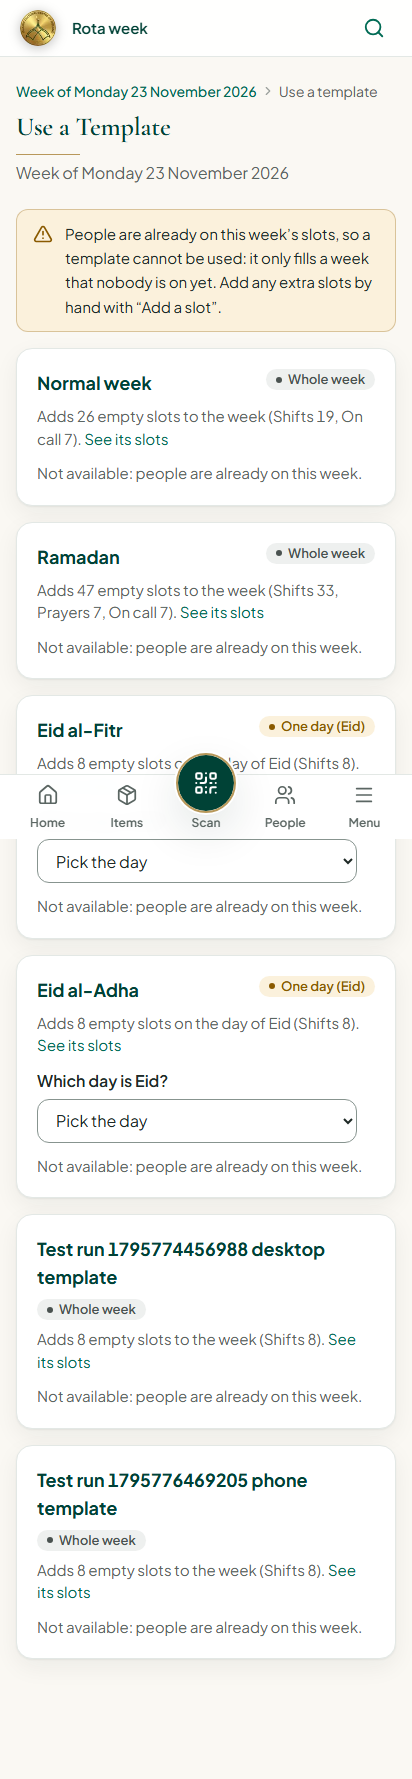 Rota week
Week of Monday 23 November 2026 > Use a template
Use a Template
Week of Monday 23 November 2026
People are already on this week's slots, so a
template cannot be used: it only fills a week
that nobody is on yet. Add any extra slots by
hand with “Add a slot”.
Normal week
Whole week
Adds 26 empty slots to the week (Shifts 19, On
call 7). See its slots
Not available: people are already on this week.
Ramadan
Whole week
Adds 47 empty slots to the week (Shifts 33,
Prayers 7, On call 7). See its slots
Not available: people are already on this week.
Eid al-Fitr
One day (Eid)
Adds 8 empty slots day of Eid (Shifts 8).
Home
Items
Scan
People
Menu
Pick the day
Not available: people are already on this week.
Eid al-Adha
One day (Eid)
Adds 8 empty slots on the day of Eid (Shifts 8).
See its slots
Which day is Eid?
Pick the day
Not available: people are already on this week.
Test run 1795774456988 desktop
template
Whole week
Adds 8 empty slots to the week (Shifts 8). See
its slots
Not available: people are already on this week.
Test run 1795776469205 phone
template
Whole week
Adds 8 empty slots to the week (Shifts 8). See
its slots
Not available: people are already on this week.